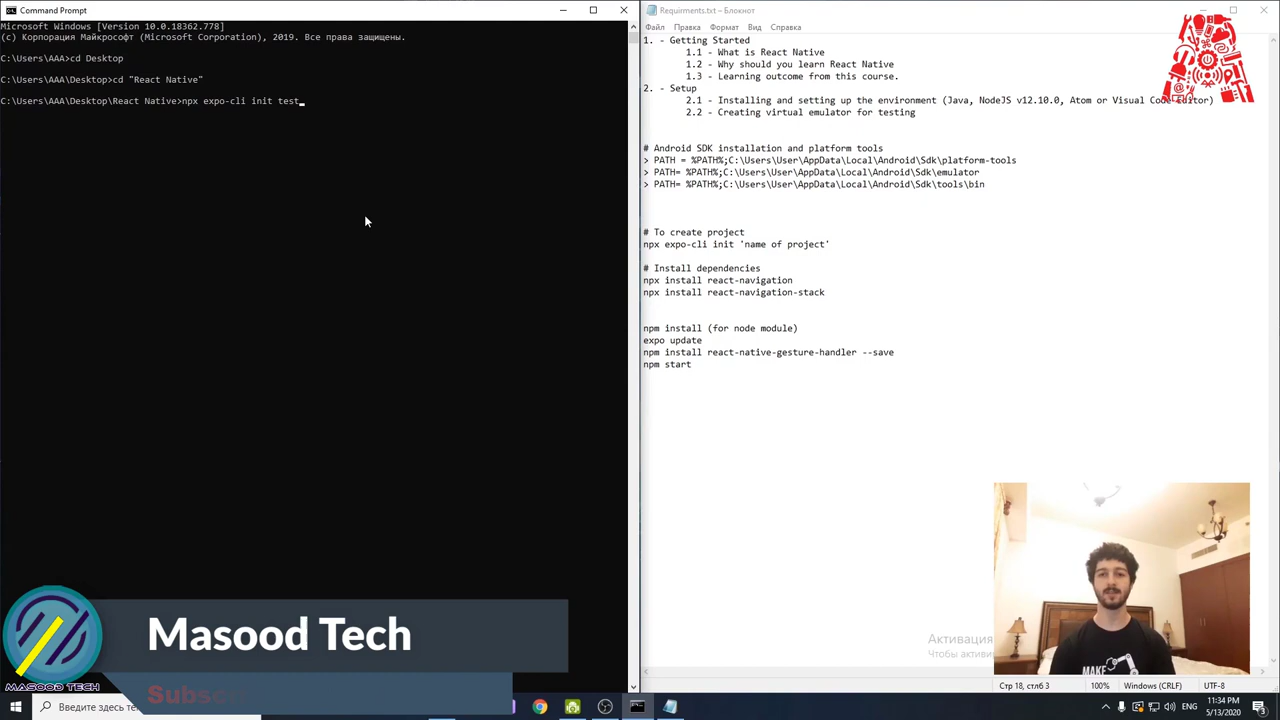 Command Prompt
Microsoft Windows [Version 10.0.18362.778]
(c) Корпорация Майкрософт (Microsoft Corporation), 2019. Все права защищены.
C:\Users\AAA>cd Desktop
C:\Users\AAA\Desktop>cd "React Native"
C:\Users\AAA\Desktop\React Native>npx expo-cli init test_
Requirments.txt – Блокнот
Файл Правка Формат Вид Справка
1. - Getting Started
1.1 - What is React Native
1.2 - Why should you learn React Native
1.3 - Learning outcome from this course.
2. - Setup
2.1 - Installing and setting up the environment (Java, NodeJS v12.10.0, Atom or Visual Code Editor)
2.2 - Creating virtual emulator for testing
# Android SDK installation and platform tools
> PATH = %PATH%;C:\Users\User\AppData\Local\Android\Sdk\platform-tools
> PATH= %PATH%;C:\Users\User\AppData\Local\Android\Sdk\emulator
> PATH= %PATH%;C:\Users\User\AppData\Local\Android\Sdk\tools\bin
# To create project
npx expo-cli init 'name of project'
# Install dependencies
npx install react-navigation
npx install react-navigation-stack
npm install (for node module)
expo update
npm install react-native-gesture-handler --save
npm start
Активация
Чтобы активи
MAKE
Стр 18, стлб 3 100% Windows (CRLF) UTF-8
Masood Tech
MASOOD TECH
Subsc
Введите здесь те
ENG
11:34 PM
5/13/2020